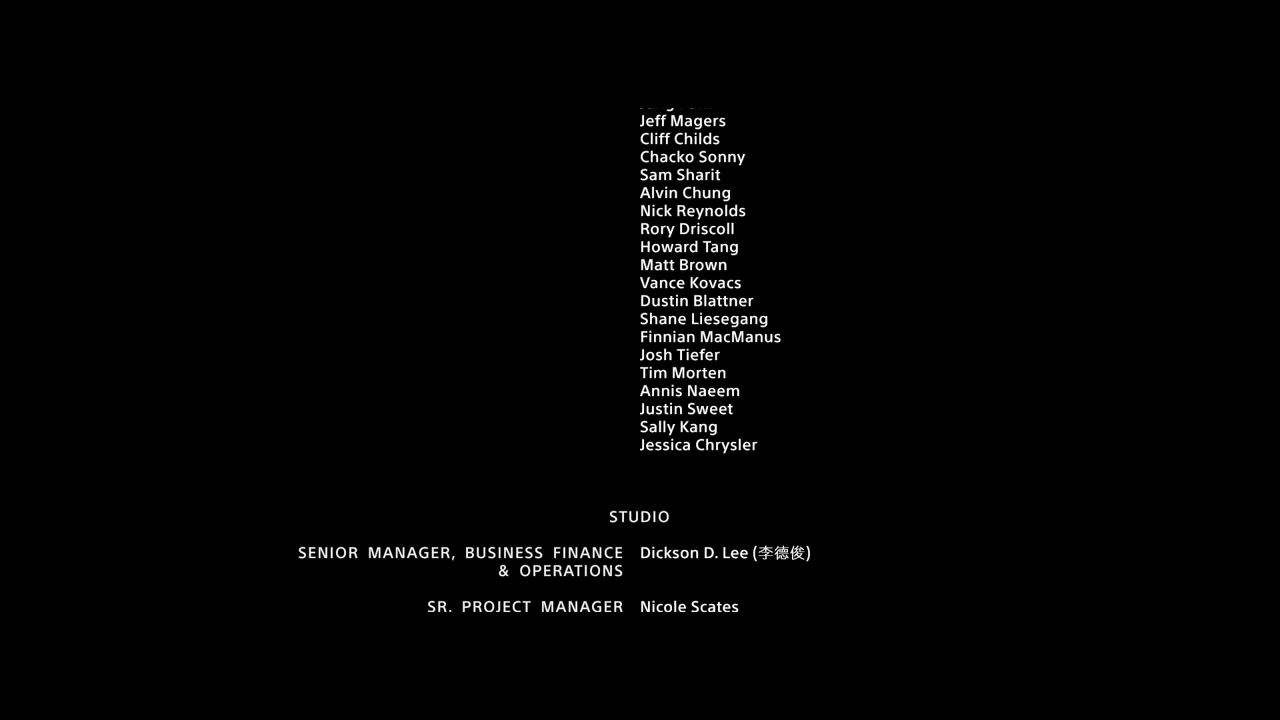 Jeff Magers
Cliff Childs
Chacko Sonny
Sam Sharit
Alvin Chung
Nick Reynolds
Rory Driscoll
Howard Tang
Matt Brown
Vance Kovacs
Dustin Blattner
Shane Liesegang
Finnian MacManus
Josh Tiefer
Tim Morten
Annis Naeem
Justin Sweet
Sally Kang
Jessica Chrysler
STUDIO
SENIOR MANAGER, BUSINESS FINANCE Dickson D. Lee (李德俊)
& OPERATIONS
SR. PROJECT MANAGER Nicole Scates